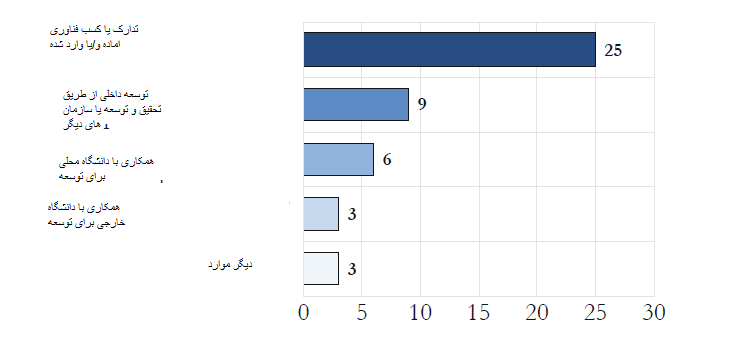 تدارک یا کسب فناوری
اماده و/یا وارد شده
25
توسعه داخلی از طریق
تحقیق و توسعه یا سازمان
های دیگر
9
همکاری با دانشگاه محلی
برای توسعه
6
همکاری با دانشگاه
خارجی برای توسعه
3
دیگر موارد
3
0 5 10 15 20 25 30